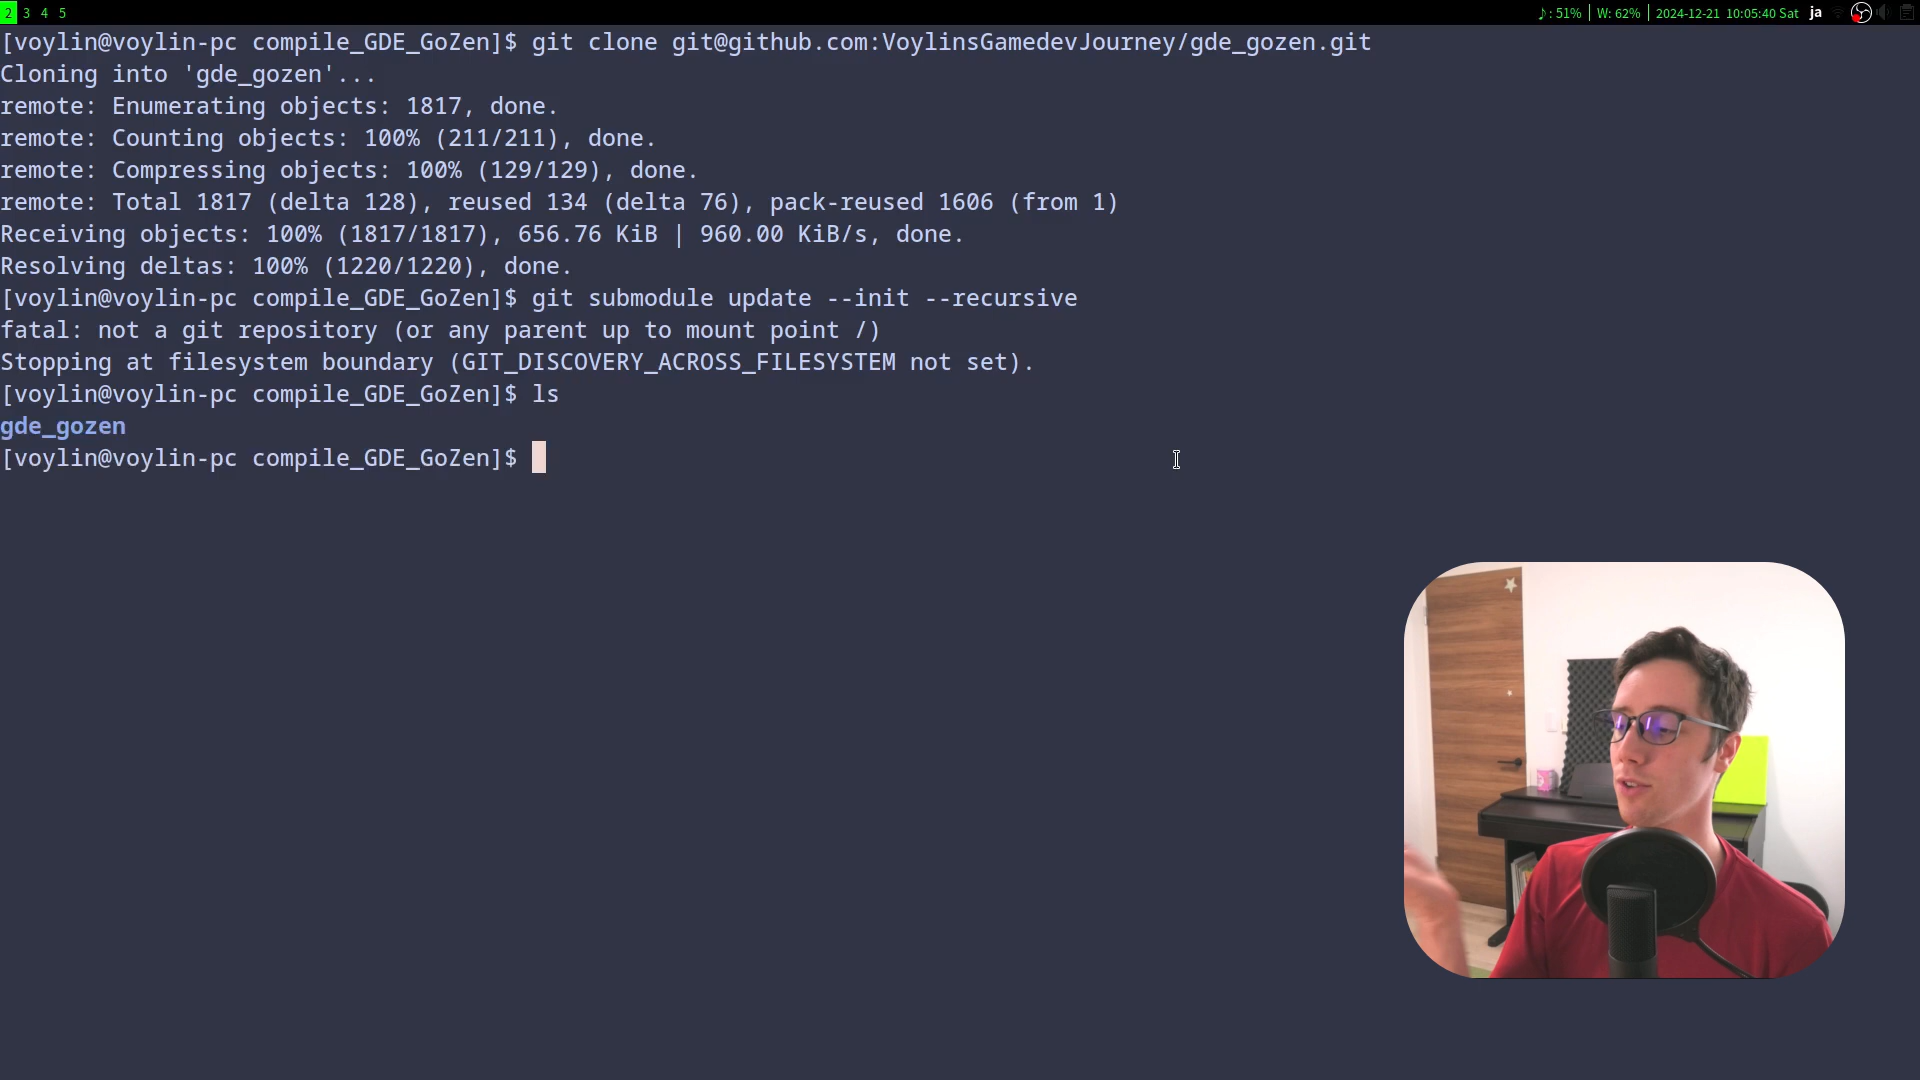 2 3 4 5
♪: 51% W: 62% 2024-12-21 10:05:40 Sat ja
[voylin@voylin-pc compile_GDE_GoZen]$ git clone git@github.com:VoylinsGamedevJourney/gde_gozen.git
Cloning into 'gde_gozen'...
remote: Enumerating objects: 1817, done.
remote: Counting objects: 100% (211/211), done.
remote: Compressing objects: 100% (129/129), done.
remote: Total 1817 (delta 128), reused 134 (delta 76), pack-reused 1606 (from 1)
Receiving objects: 100% (1817/1817), 656.76 KiB | 960.00 KiB/s, done.
Resolving deltas: 100% (1220/1220), done.
[voylin@voylin-pc compile_GDE_GoZen]$ git submodule update --init --recursive
fatal: not a git repository (or any parent up to mount point /)
Stopping at filesystem boundary (GIT_DISCOVERY_ACROSS_FILESYSTEM not set).
[voylin@voylin-pc compile_GDE_GoZen]$ ls
gde_gozen
[voylin@voylin-pc compile_GDE_GoZen]$